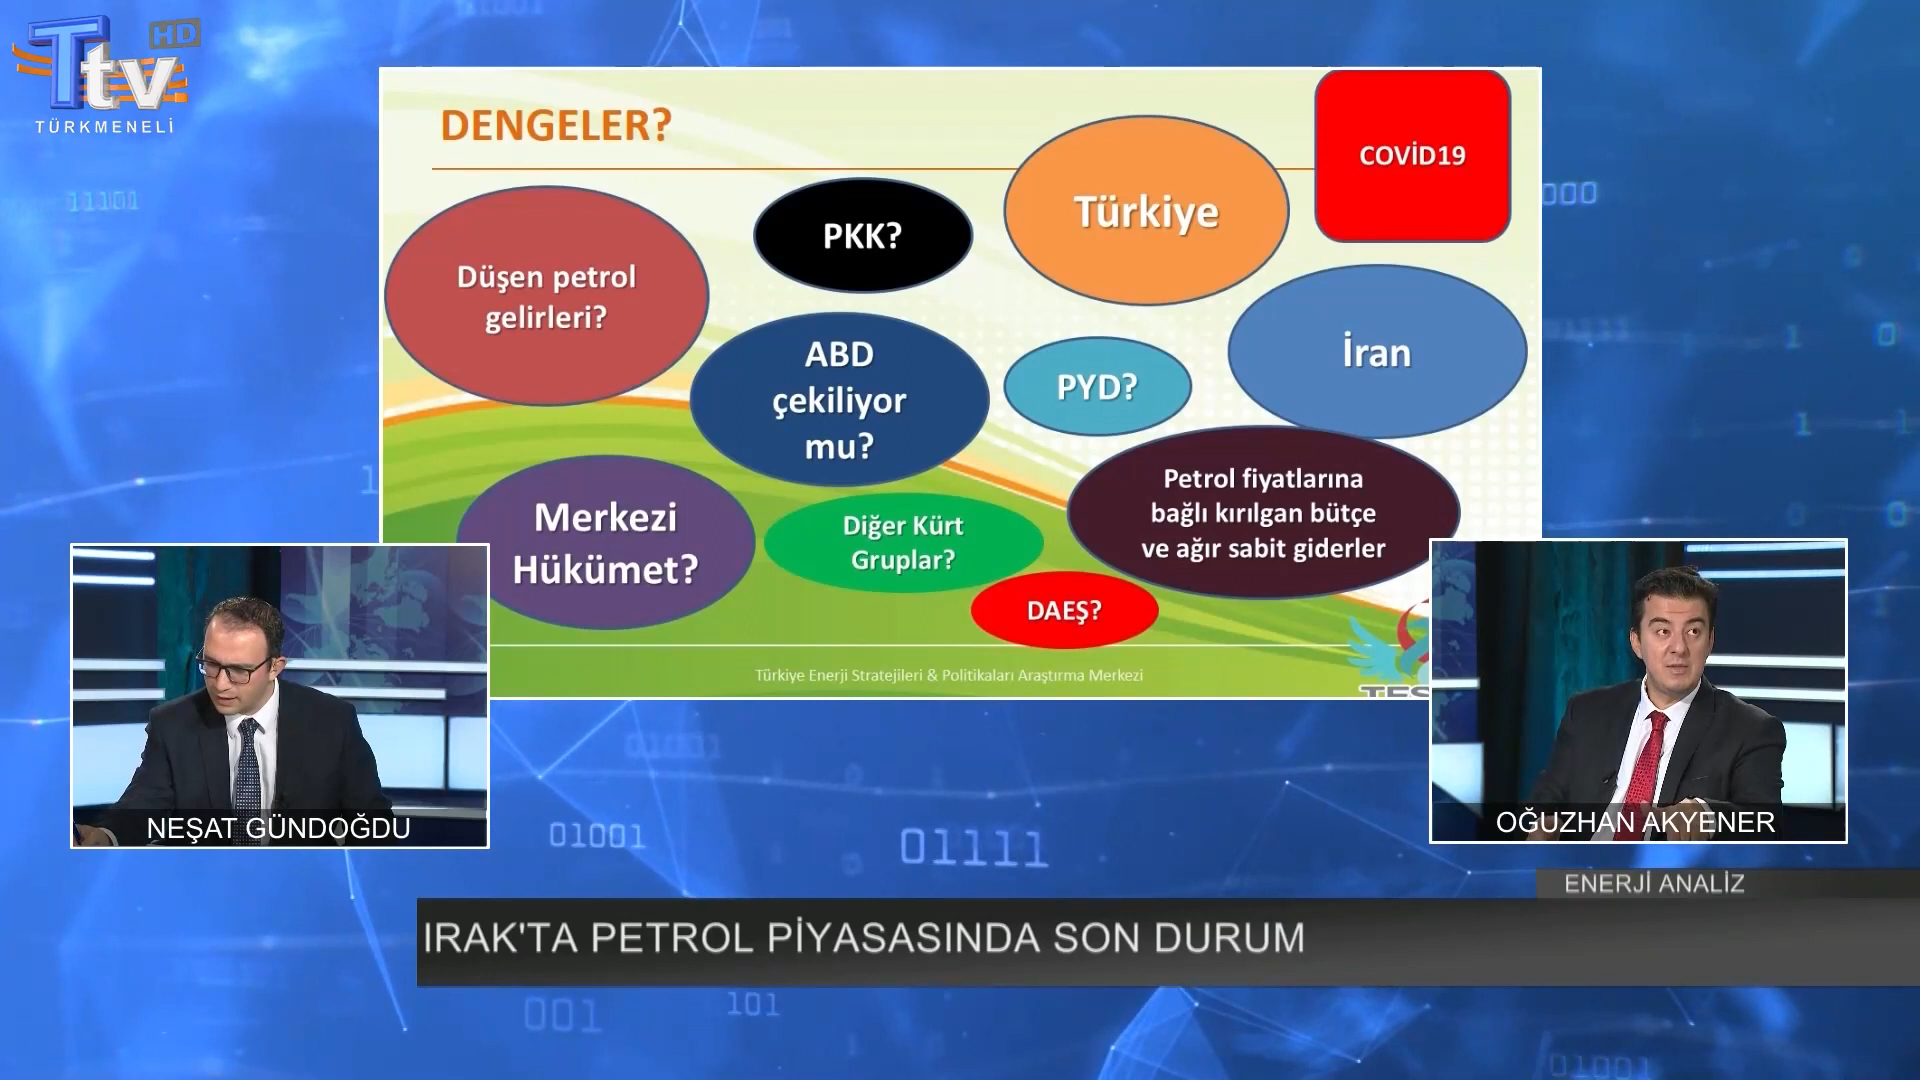 Ttv HD
TÜRKMENELİ
11101
000
DENGELER?
COVİD19
Türkiye
PKK?
Düşen petrol
gelirleri?
ABD
çekiliyor
mu?
PYD?
İran
Merkezi
Hükümet?
Diğer Kürt
Gruplar?
Petrol fiyatlarına
bağlı kırılgan bütçe
ve ağır sabit giderler
DAEŞ?
Türkiye Enerji Stratejileri & Politikaları Araştırma Merkezi
TES
NEŞAT GÜNDOĞDU
OĞUZHAN AKYENER
01001
01111
ENERJİ ANALİZ
IRAK'TA PETROL PİYASASINDA SON DURUM
001
101
01001